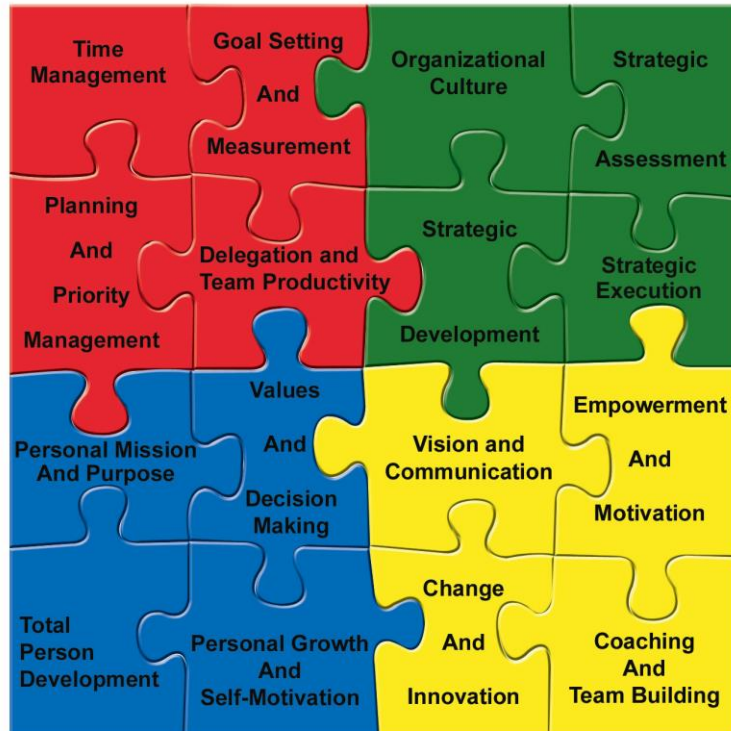 Time
Management
Goal Setting
And
Measurement
Organizational
Culture
Strategic
Assessment
Planning
And
Priority
Management
Delegation and
Team Productivity
Strategic
Development
Strategic
Execution
Personal Mission
And Purpose
Values
And
Decision
Making
Vision and
Communication
Empowerment
And
Motivation
Total
Person
Development
Personal Growth
And
Self-Motivation
Change
And
Innovation
Coaching
And
Team Building